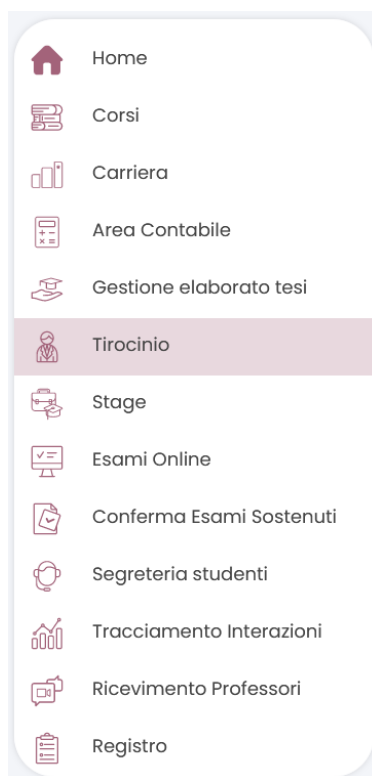 Home
Corsi
Carriera
Area Contabile
Gestione elaborato tesi
Tirocinio
Stage
Esami Online
Conferma Esami Sostenuti
Segreteria studenti
Tracciamento Interazioni
Ricevimento Professori
Registro